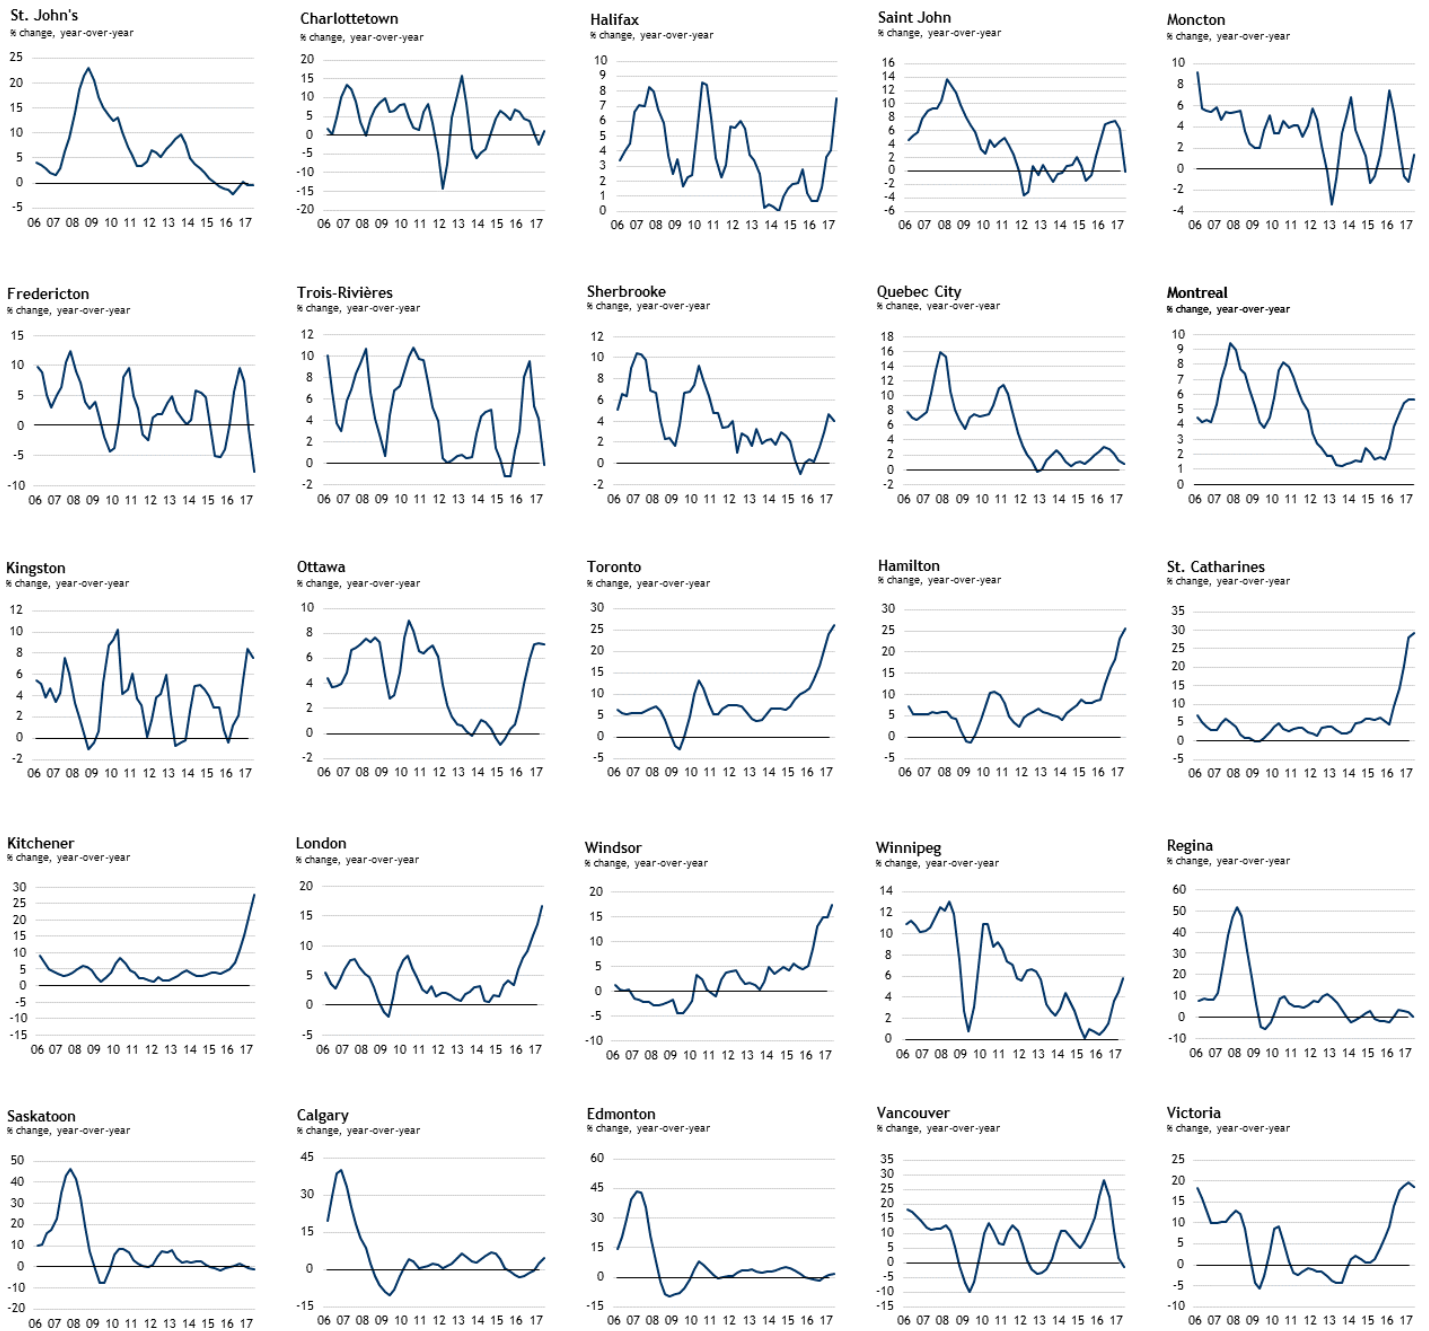 St. John's
% change, year-over-year
25
20
15
10
5
0
-5
06 07 08 09 10 11 12 13 14 15 16 17
Charlottetown
% change, year-over-year
20
15
10
5
0
-5
-10
-15
-20
06 07 08 09 10 11 12 13 14 15 16 17
Halifax
% change, year-over-year
10
9
8
7
6
5
4
3
2
1
0
06 07 08 09 10 11 12 13 14 15 16 17
Saint John
% change, year-over-year
16
14
12
10
8
6
4
2
0
-2
-4
-6
06 07 08 09 10 11 12 13 14 15 16 17
Moncton
% change, year-over-year
10
8
6
4
2
0
-2
-4
06 07 08 09 10 11 12 13 14 15 16 17
Fredericton
% change, year-over-year
15
10
5
0
-5
-10
06 07 08 09 10 11 12 13 14 15 16 17
Trois-Rivières
% change, year-over-year
12
10
8
6
4
2
0
-2
06 07 08 09 10 11 12 13 14 15 16 17
Sherbrooke
% change, year-over-year
12
10
8
6
4
2
0
-2
06 07 08 09 10 11 12 13 14 15 16 17
Quebec City
% change, year-over-year
18
16
14
12
10
8
6
4
2
0
-2
06 07 08 09 10 11 12 13 14 15 16 17
Montreal
% change, year-over-year
10
9
8
7
6
5
4
3
2
1
0
06 07 08 09 10 11 12 13 14 15 16 17
Kingston
% change, year-over-year
12
10
8
6
4
2
0
-2
06 07 08 09 10 11 12 13 14 15 16 17
Ottawa
% change, year-over-year
10
8
6
4
2
0
-2
06 07 08 09 10 11 12 13 14 15 16 17
Toronto
% change, year-over-year
30
25
20
15
10
5
0
-5
06 07 08 09 10 11 12 13 14 15 16 17
Hamilton
% change, year-over-year
30
25
20
15
10
5
0
-5
06 07 08 09 10 11 12 13 14 15 16 17
St. Catharines
% change, year-over-year
35
30
25
20
15
10
5
0
-5
06 07 08 09 10 11 12 13 14 15 16 17
Kitchener
% change, year-over-year
30
25
20
15
10
5
0
-5
-10
-15
06 07 08 09 10 11 12 13 14 15 16 17
London
% change, year-over-year
20
15
10
5
0
-5
06 07 08 09 10 11 12 13 14 15 16 17
Windsor
% change, year-over-year
20
15
10
5
0
-5
-10
06 07 08 09 10 11 12 13 14 15 16 17
Winnipeg
% change, year-over-year
14
12
10
8
6
4
2
0
06 07 08 09 10 11 12 13 14 15 16 17
Regina
% change, year-over-year
60
50
40
30
20
10
0
-10
06 07 08 09 10 11 12 13 14 15 16 17
Saskatoon
% change, year-over-year
50
40
30
20
10
0
-10
-20
06 07 08 09 10 11 12 13 14 15 16 17
Calgary
% change, year-over-year
45
30
15
0
-15
06 07 08 09 10 11 12 13 14 15 16 17
Edmonton
% change, year-over-year
60
45
30
15
0
-15
06 07 08 09 10 11 12 13 14 15 16 17
Vancouver
% change, year-over-year
35
30
25
20
15
10
5
0
-5
-10
-15
06 07 08 09 10 11 12 13 14 15 16 17
Victoria
% change, year-over-year
25
20
15
10
5
0
-5
-10
06 07 08 09 10 11 12 13 14 15 16 17